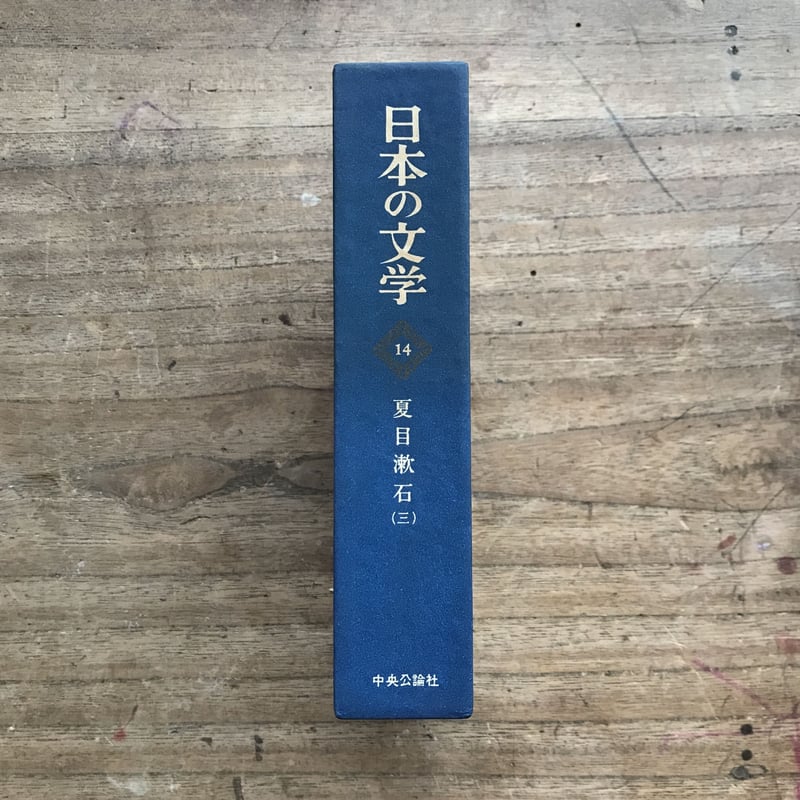 日本の文学
14
夏目漱石
(三)
中央公論社